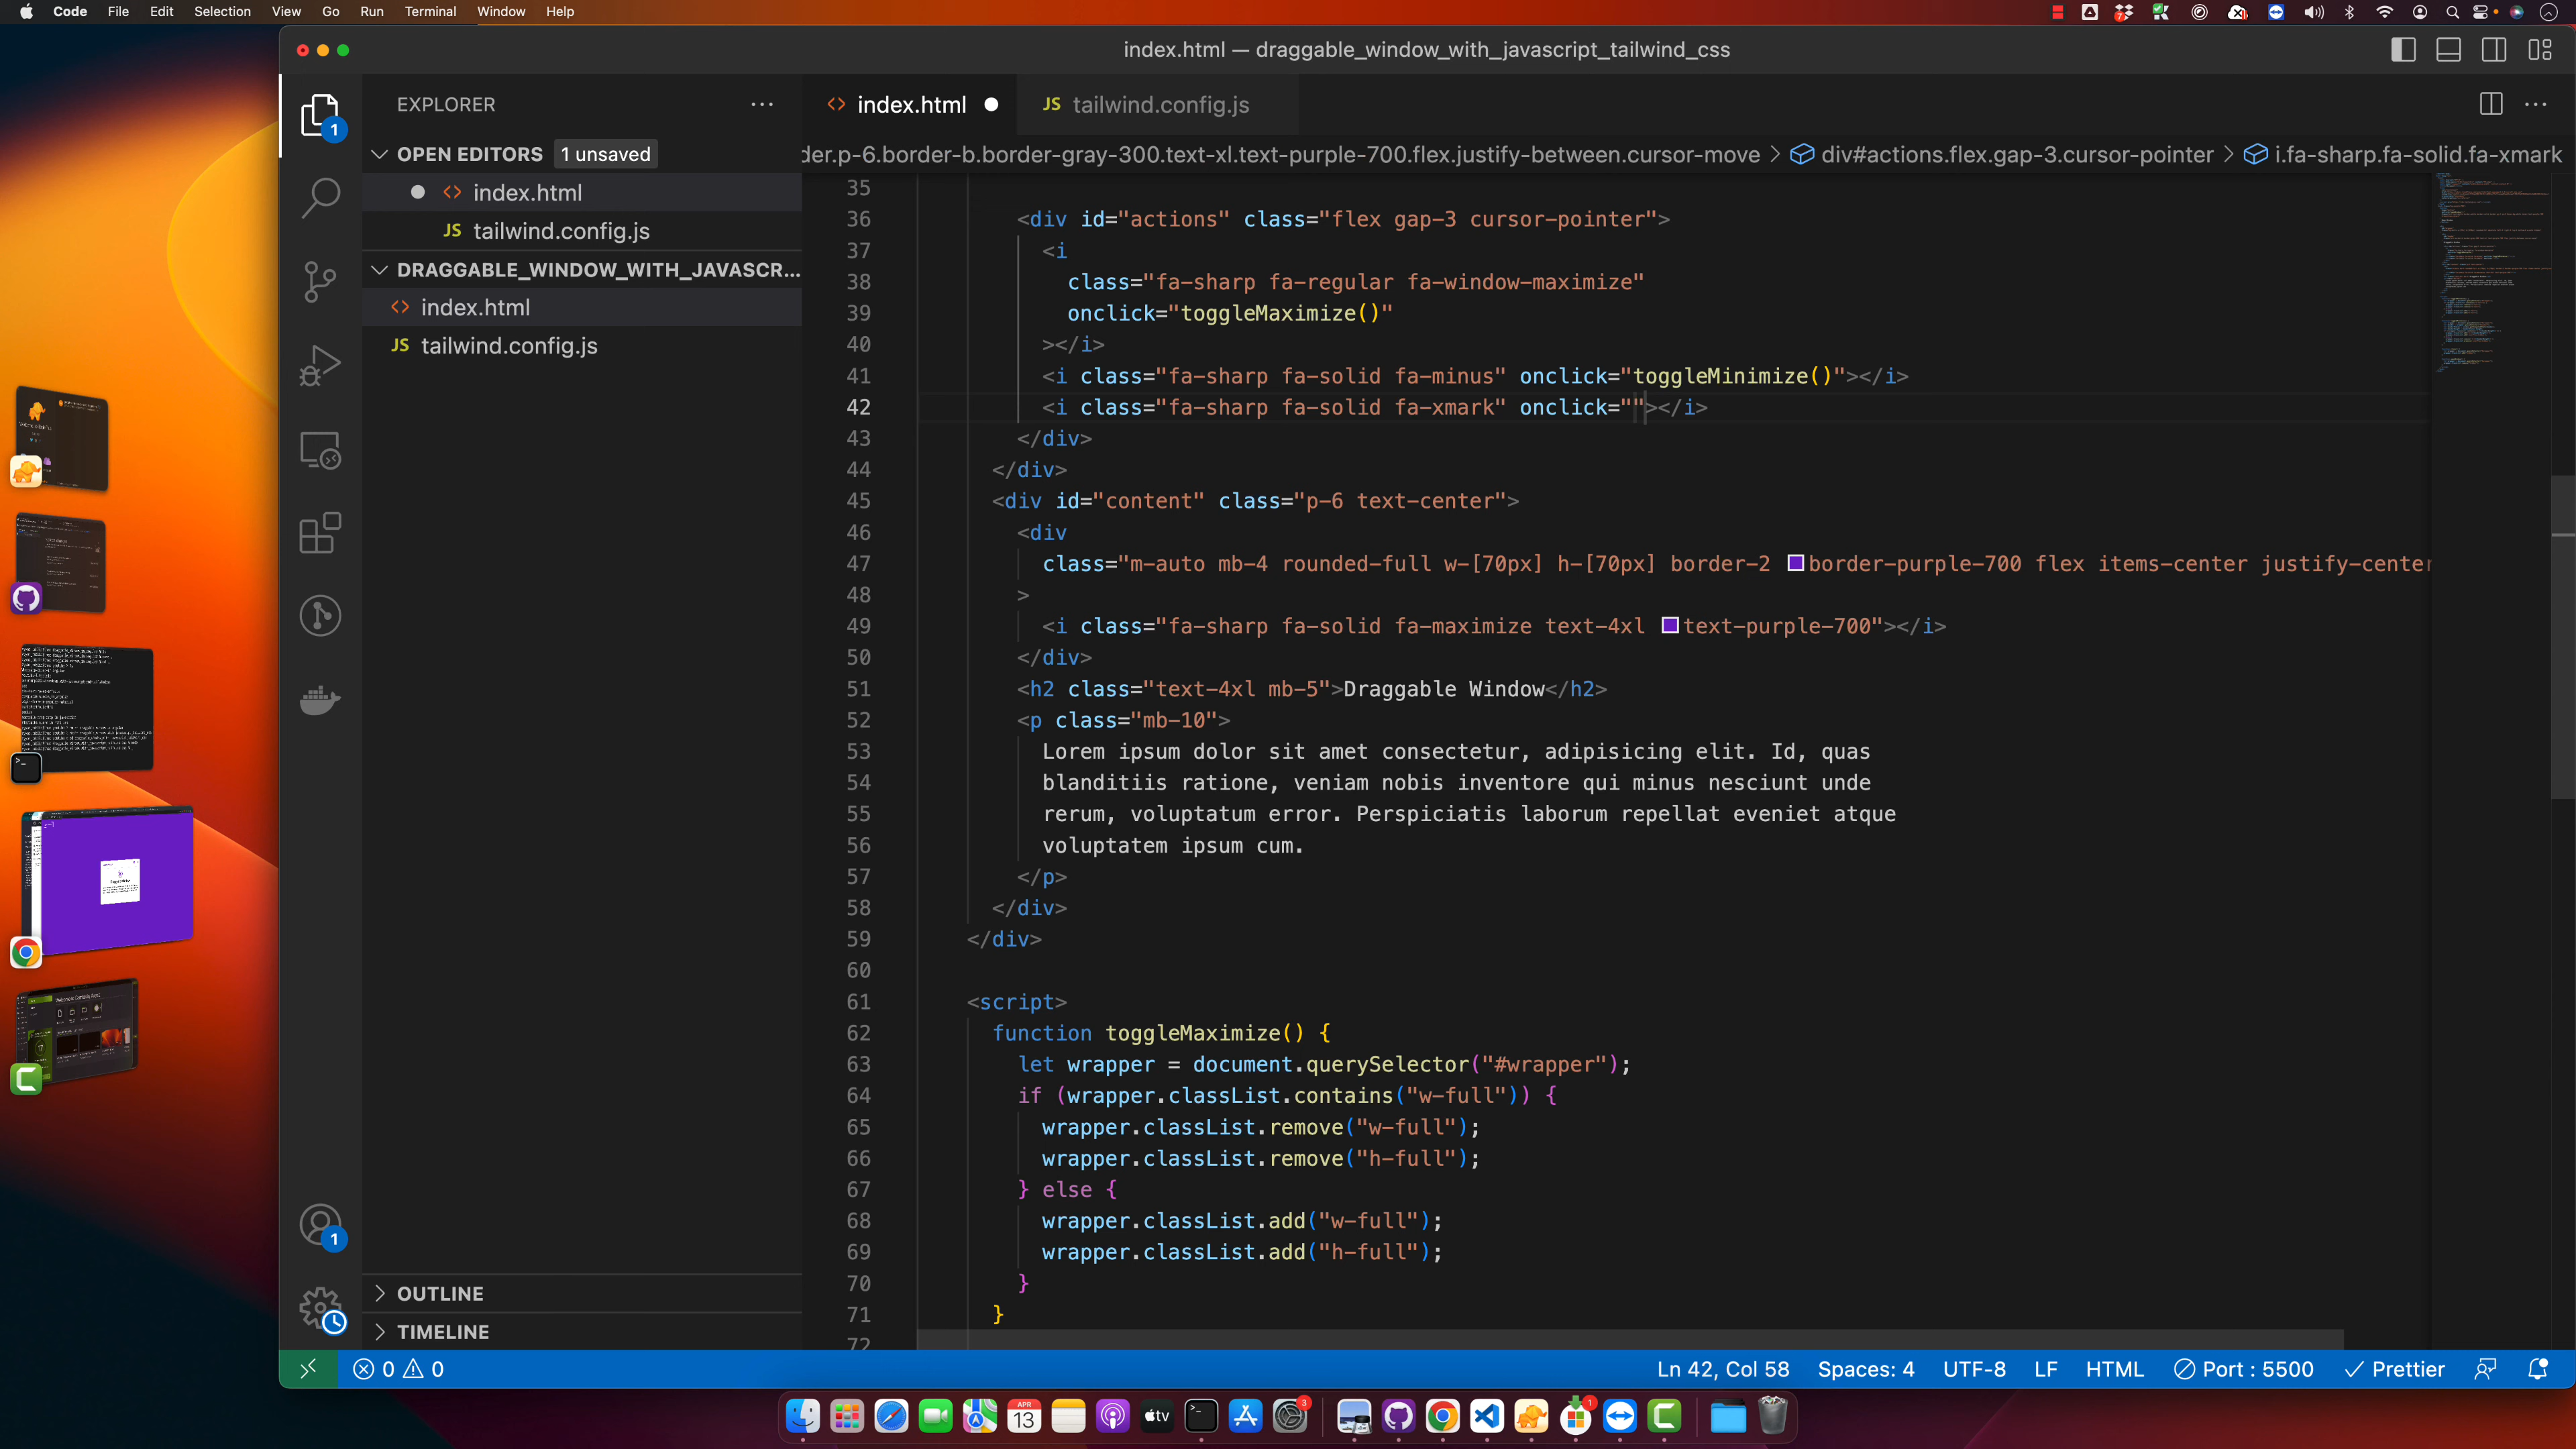 Code File Edit Selection View Go Run Terminal Window Help
index.html — draggable_window_with_javascript_tailwind_css
EXPLORER
1
OPEN EDITORS 1 unsaved
index.html
JS tailwind.config.js
DRAGGABLE_WINDOW_WITH_JAVASCR...
index.html
JS tailwind.config.js
OUTLINE
TIMELINE
1
index.html JS tailwind.config.js
der.p-6.border-b.border-gray-300.text-xl.text-purple-700.flex.justify-between.cursor-move > div#actions.flex.gap-3.cursor-pointer > i.fa-sharp.fa-solid.fa-xmark
35
36 <div id="actions" class="flex gap-3 cursor-pointer">
37 <i
38 class="fa-sharp fa-regular fa-window-maximize"
39 onclick="toggleMaximize()"
40 ></i>
41 <i class="fa-sharp fa-solid fa-minus" onclick="toggleMinimize()"></i>
42 <i class="fa-sharp fa-solid fa-xmark" onclick=""></i>
43 </div>
44 </div>
45 <div id="content" class="p-6 text-center">
46 <div
47 class="m-auto mb-4 rounded-full w-[70px] h-[70px] border-2 border-purple-700 flex items-center justify-center
48 >
49 <i class="fa-sharp fa-solid fa-maximize text-4xl text-purple-700"></i>
50 </div>
51 <h2 class="text-4xl mb-5">Draggable Window</h2>
52 <p class="mb-10">
53 Lorem ipsum dolor sit amet consectetur, adipisicing elit. Id, quas
54 blanditiis ratione, veniam nobis inventore qui minus nesciunt unde
55 rerum, voluptatum error. Perspiciatis laborum repellat eveniet atque
56 voluptatem ipsum cum.
57 </p>
58 </div>
59 </div>
60
61 <script>
62 function toggleMaximize() {
63 let wrapper = document.querySelector("#wrapper");
64 if (wrapper.classList.contains("w-full")) {
65 wrapper.classList.remove("w-full");
66 wrapper.classList.remove("h-full");
67 } else {
68 wrapper.classList.add("w-full");
69 wrapper.classList.add("h-full");
70 }
71 }
72
0 0 Ln 42, Col 58 Spaces: 4 UTF-8 LF HTML Port : 5500 Prettier
APR
13
tv
3
1